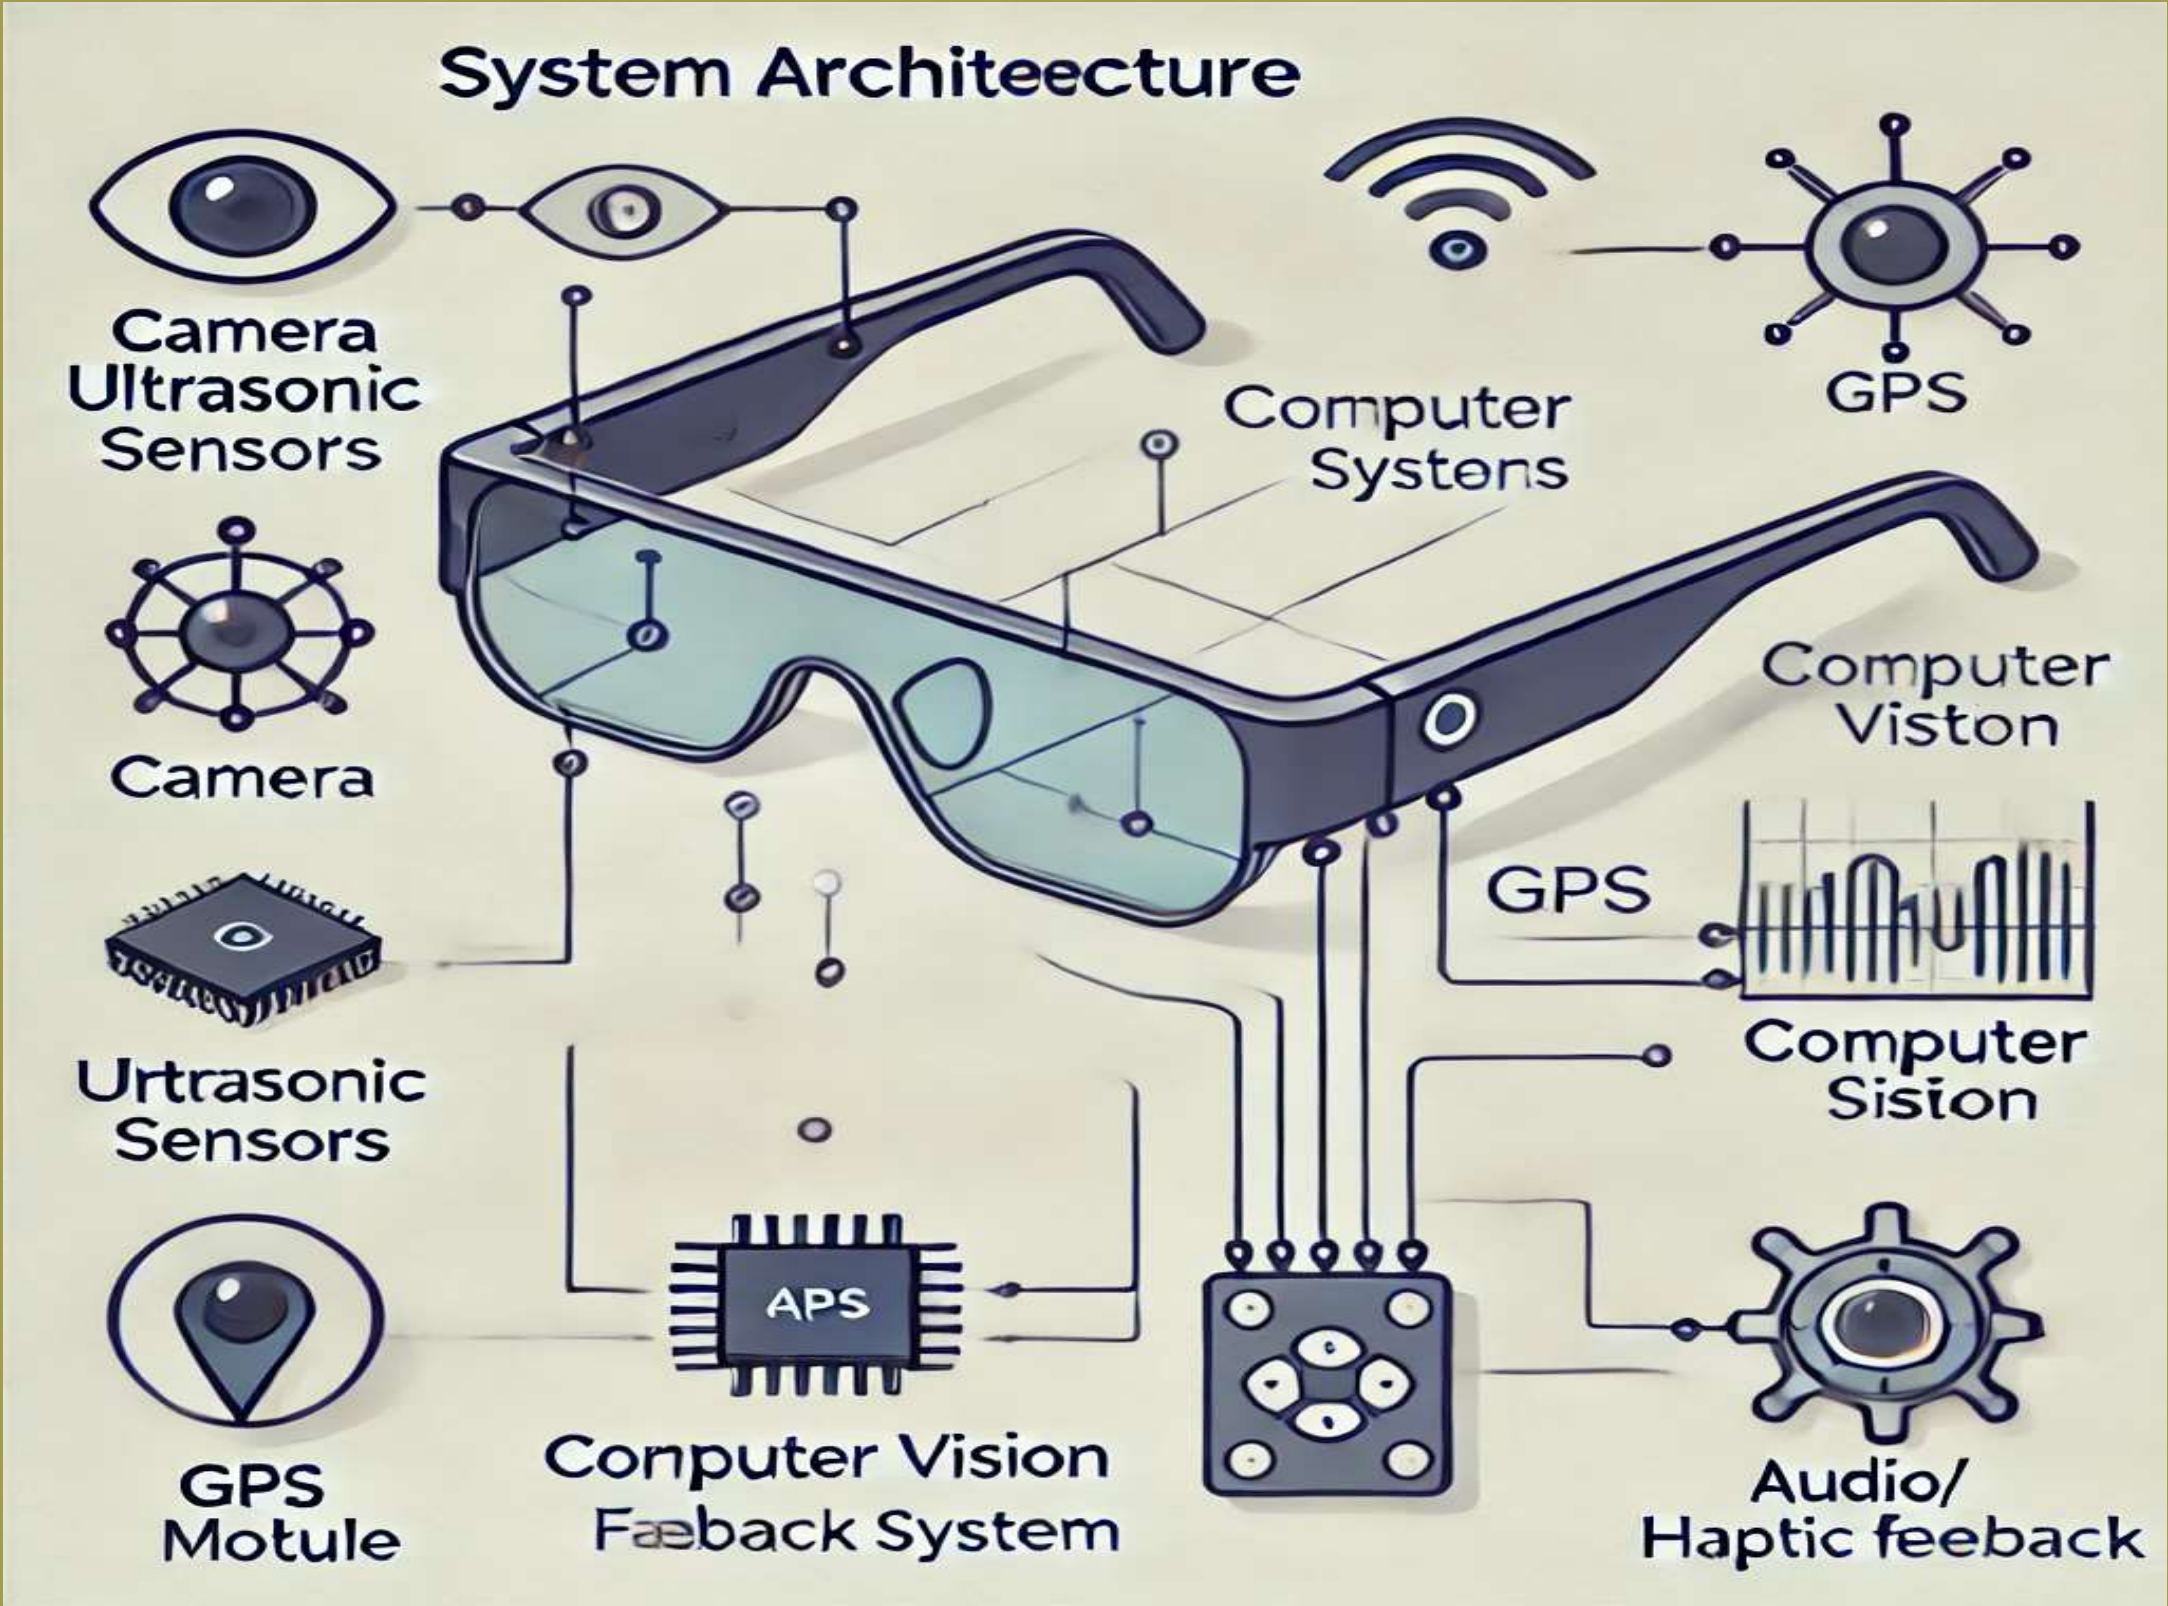 System Architeecture
Camera
Ultrasonic
Sensors
Computer
Systens
GPS
Camera
Computer
Viston
GPS
Urtrasonic
Sensors
Computer
Sision
APS
GPS
Motule
Conputer Vision
Faeback System
Audio/
Haptic feeback